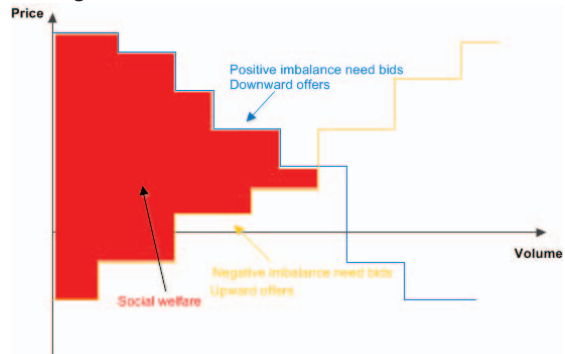 Price
Positive imbalance need bids
Downward offers
Volume
Negative imbalance need bids
Upward offers
Social welfare